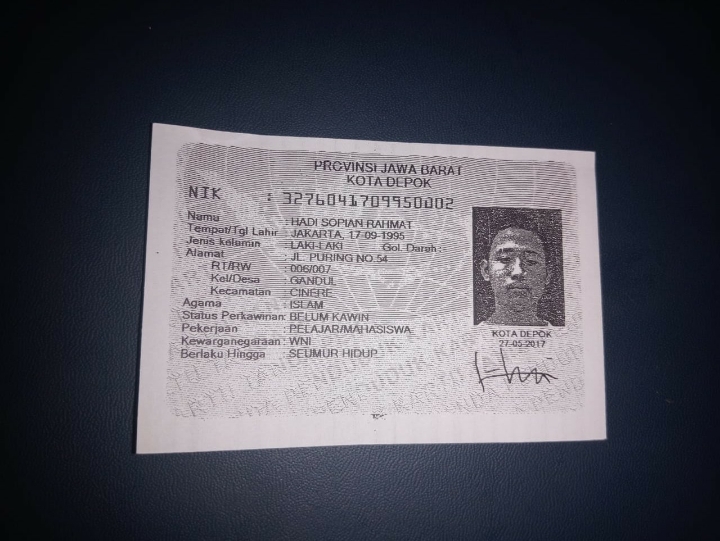 PROVINSI JAWA BARAT
KOTA DEPOK
NIK : 3276041709950002
Nama : HADI SOPIAN RAHMAT
Tempat/Tgl Lahir : JAKARTA, 17-09-1995
Jenis kelamin : LAKI-LAKI Gol. Darah : -
Alamat : JL. PURING NO 54
RT/RW : 006/007
Kel/Desa : GANDUL
Kecamatan : CINERE
Agama : ISLAM
Status Perkawinan: BELUM KAWIN
Pekerjaan : PELAJAR/MAHASISWA
Kewarganegaraan : WNI
Berlaku Hingga : SEUMUR HIDUP
KOTA DEPOK
27-05-2017